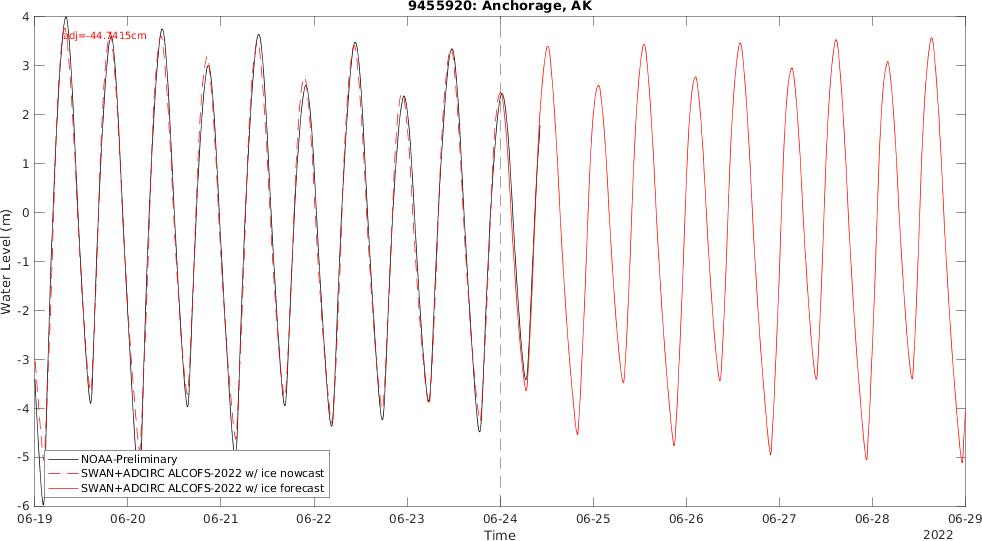 9455920: Anchorage, AK
adj=-44.7415cm
4
3
2
1
0
-1
-2
-3
-4
-5
-6
Water Level (m)
NOAA-Preliminary
SWAN+ADCIRC ALCOFS-2022 w/ ice nowcast
SWAN+ADCIRC ALCOFS-2022 w/ ice forecast
06-19 06-20 06-21 06-22 06-23 06-24 06-25 06-26 06-27 06-28 06-29
Time
2022